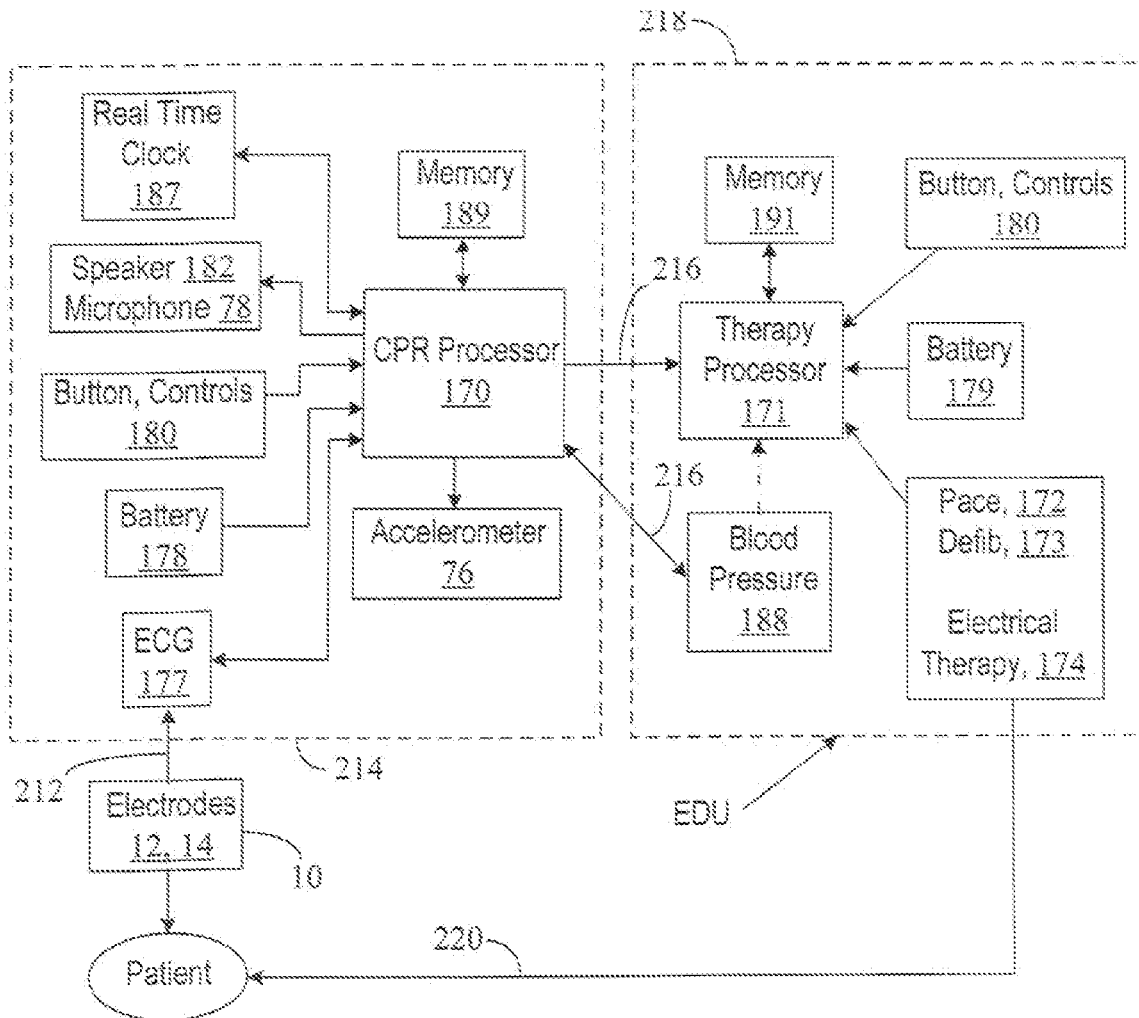 218
Real Time
Clock
187
Memory
189
Speaker 182
Microphone 78
CPR Processor
170
Button, Controls
180
Battery
178
Accelerometer
76
ECG
177
216
216
Memory
191
Button, Controls
180
Therapy
Processor
171
Battery
179
Blood
Pressure
188
Pace, 172
Defib, 173
Electrical
Therapy, 174
212
214
EDU
Electrodes
12, 14
10
220
Patient